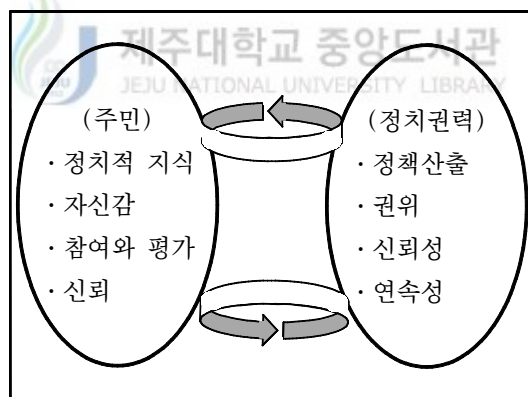 제주대학교 중앙도서관
JEJU NATIONAL UNIVERSITY LIBRARY
(주민)
· 정치적 지식
· 자신감
· 참여와 평가
· 신뢰
(정치권력)
· 정책산출
· 권위
· 신뢰성
· 연속성